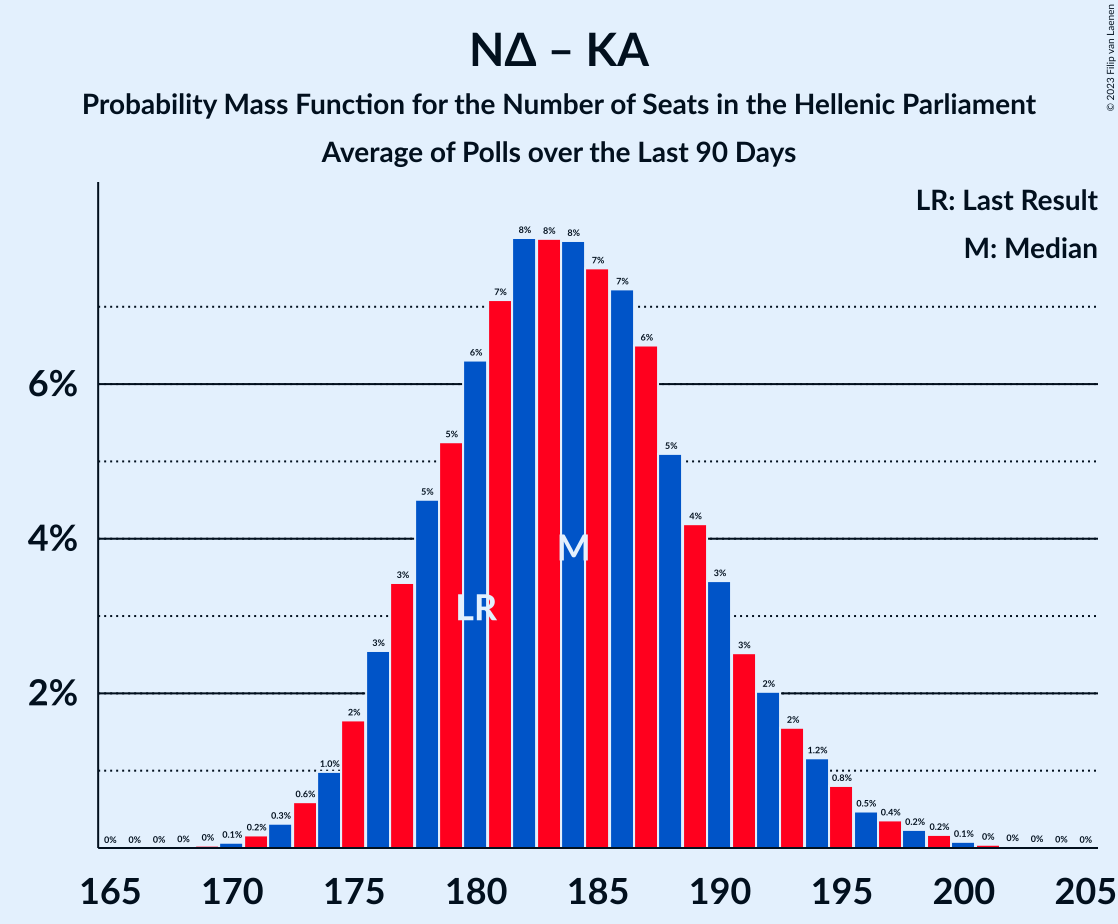 © 2023 Filip van Laenen
NΔ – ΚΑ
Probability Mass Function for the Number of Seats in the Hellenic Parliament
Average of Polls over the Last 90 Days
LR: Last Result
M: Median
6%
4%
2%
0% 0% 0% 0% 0% 0.1% 0.2% 0.3% 0.6% 1.0% 2% 3% 3% 5% 5% 6% 7% 8% 8% 8% 7% 7% 6% 5% 4% 3% 3% 2% 2% 1.2% 0.8% 0.5% 0.4% 0.2% 0.2% 0.1% 0% 0% 0% 0% 0%
M
LR
165 170 175 180 185 190 195 200 205